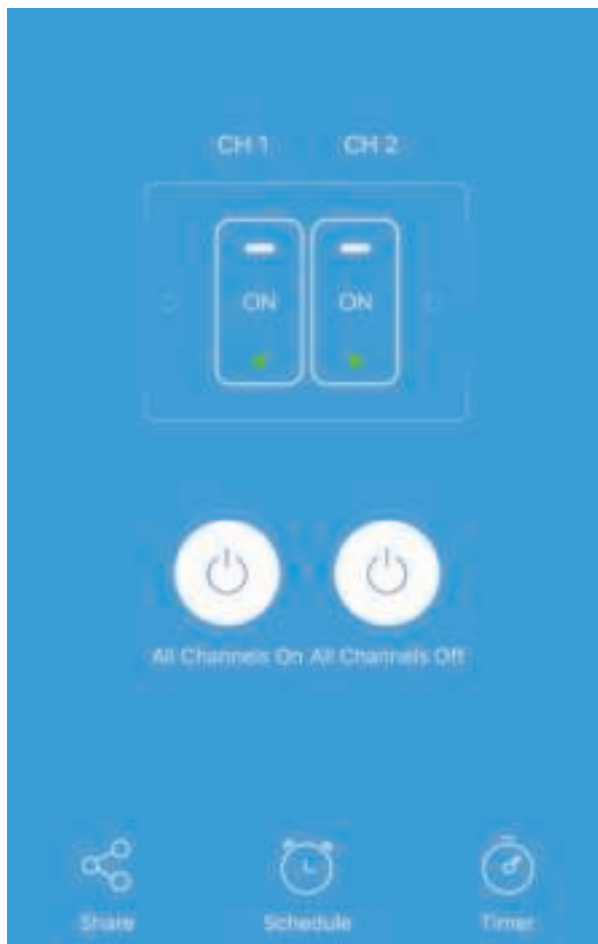 CH 1 CH 2
ON ON
All Channels On All Channels Off
Share Schedule Timer